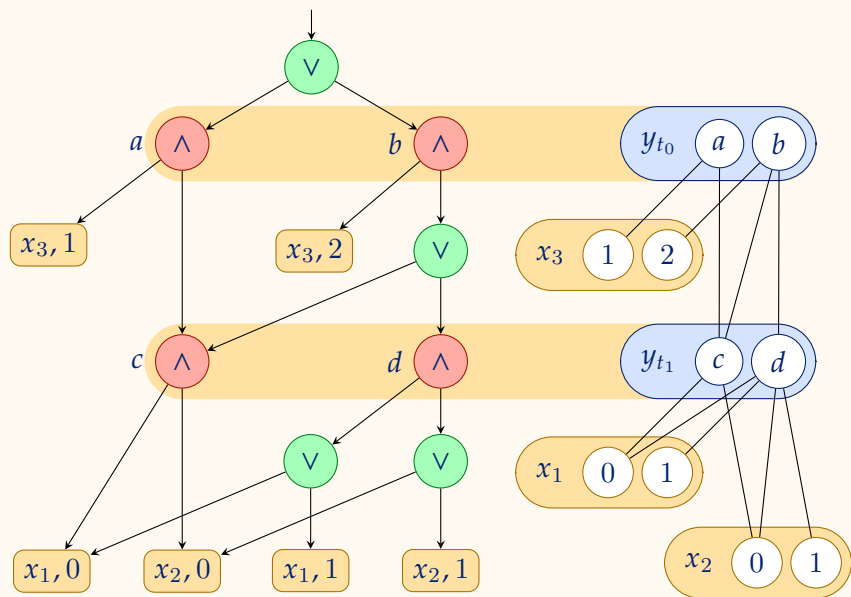 ∨
a ∧ b ∧ y_{t_0} a b
x_3, 1 x_3, 2 ∨ x_3 1 2
c ∧ d ∧ y_{t_1} c d
∨ ∨ x_1 0 1
x_1, 0 x_2, 0 x_1, 1 x_2, 1 x_2 0 1